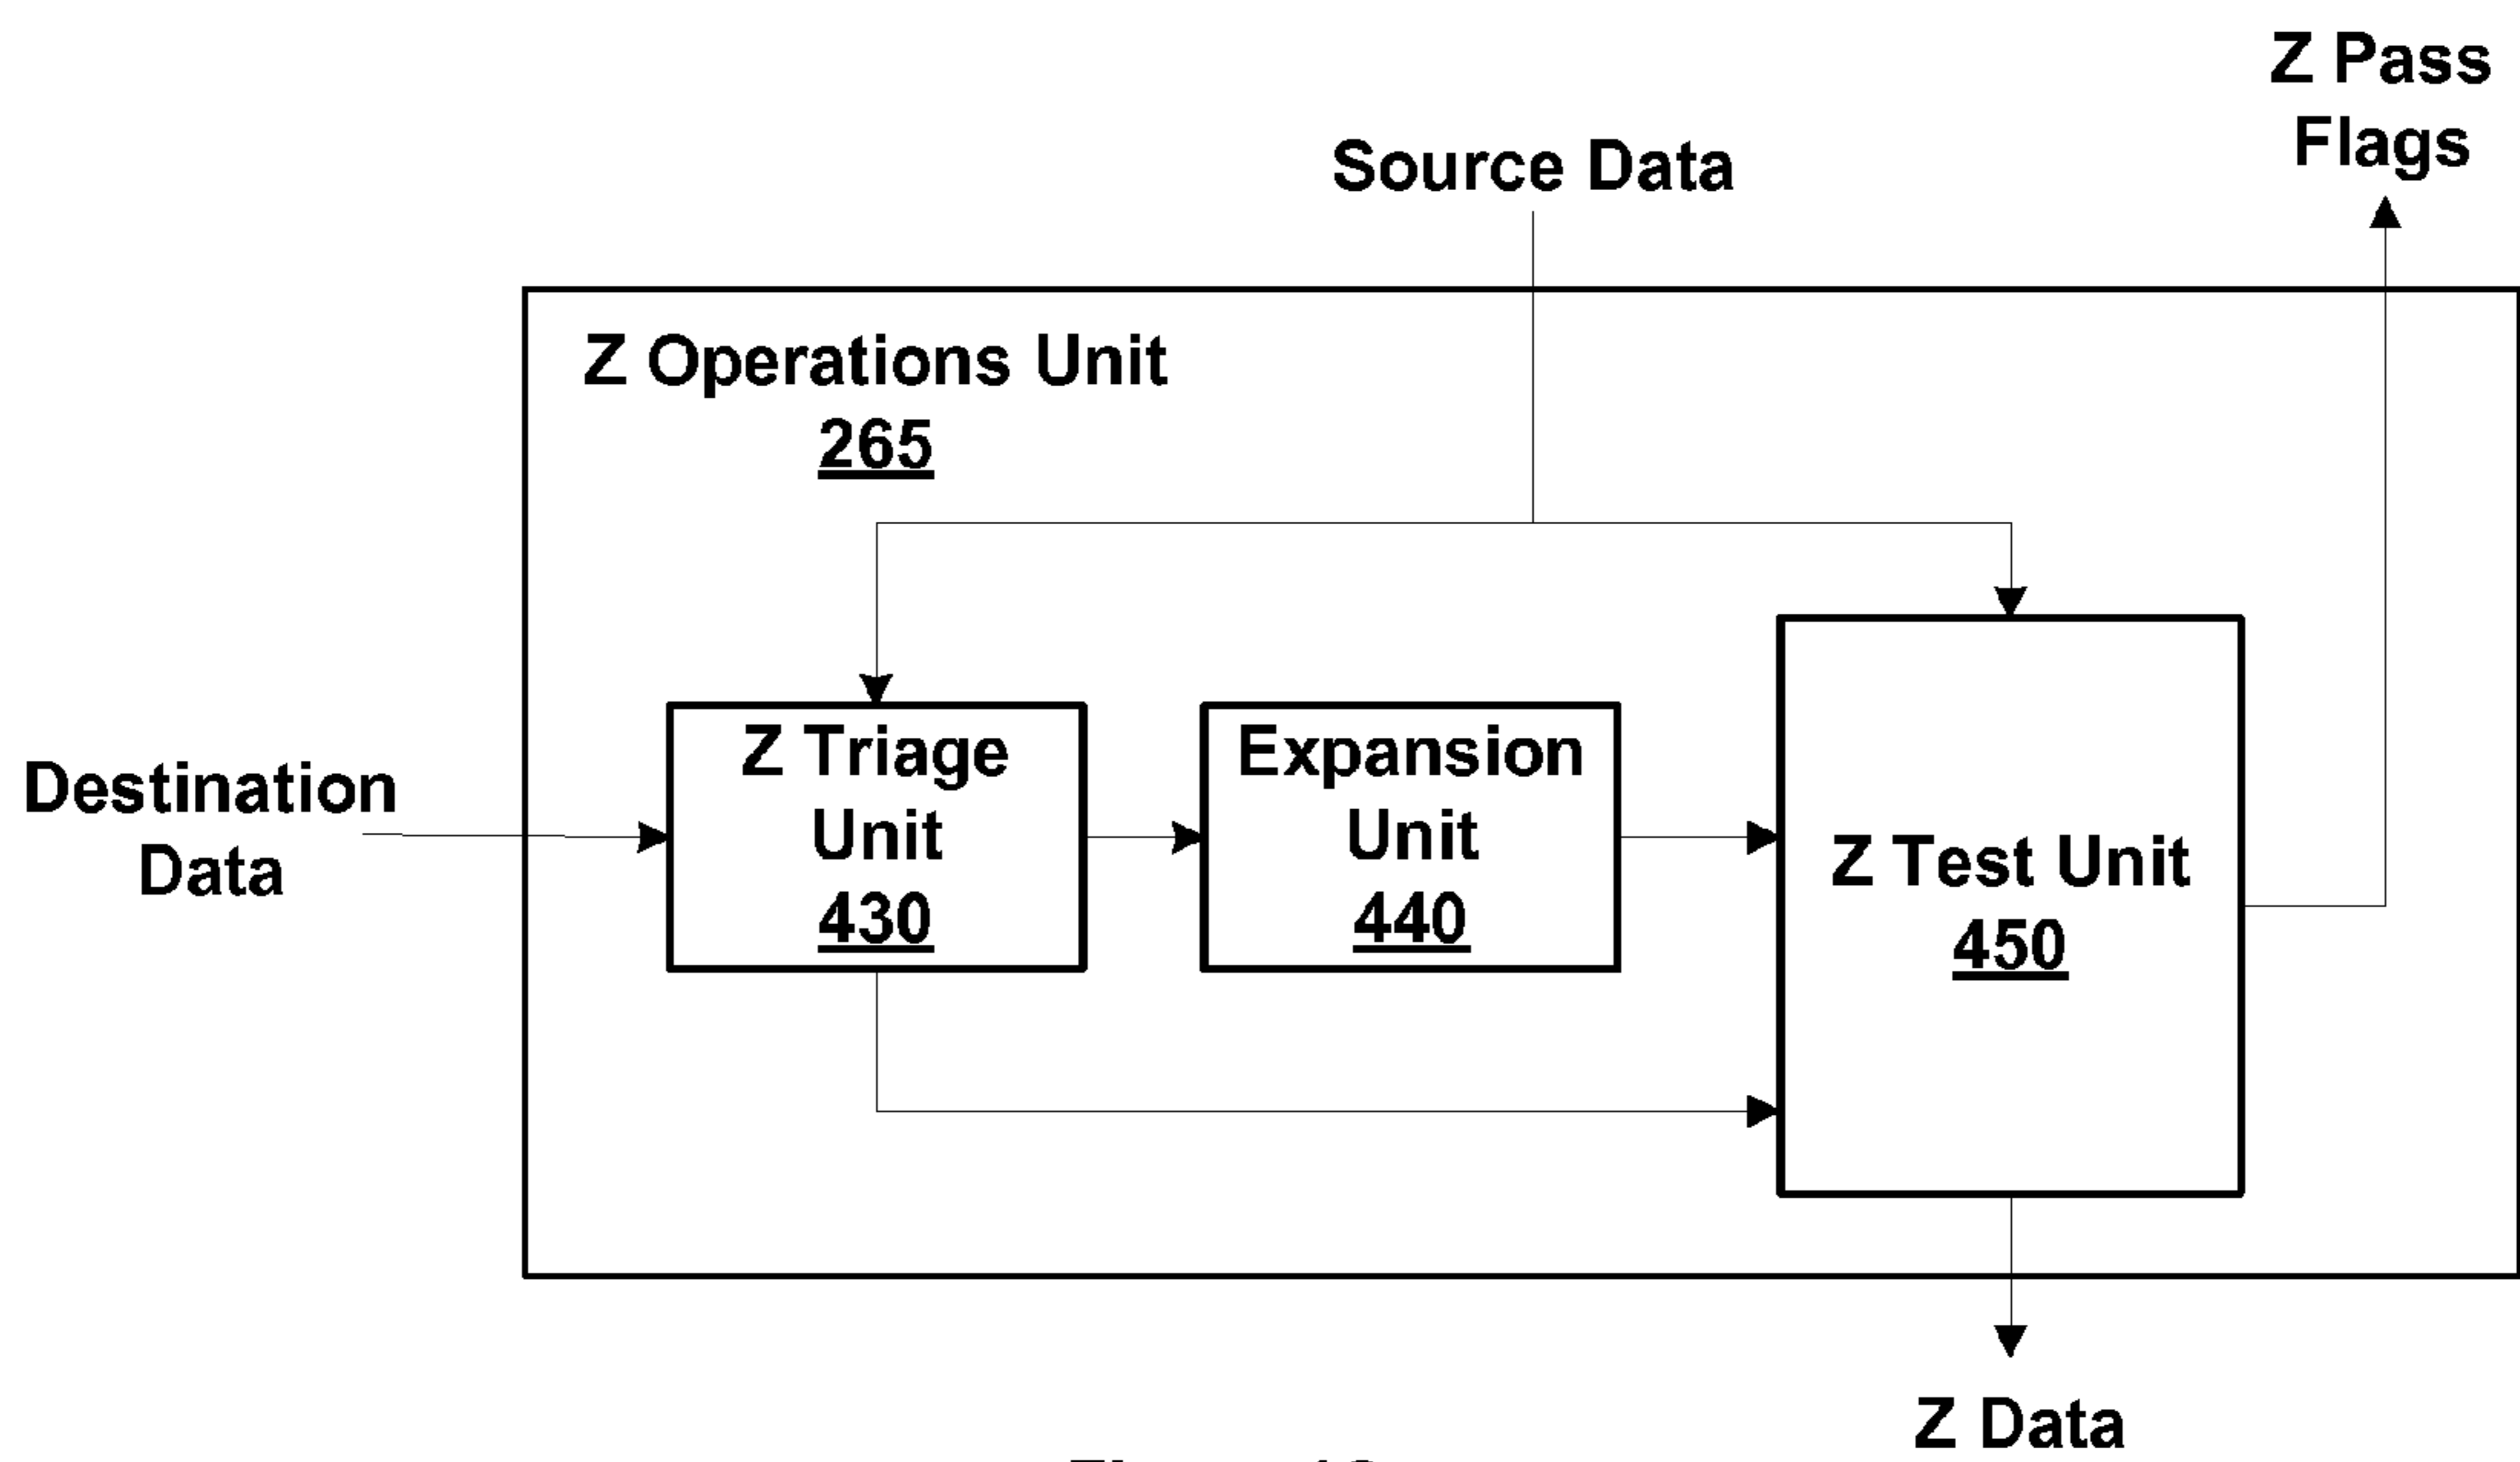 Z Pass
Flags
Source Data
Z Operations Unit
265
Destination
Data
Z Triage
Unit
430
Expansion
Unit
440
Z Test Unit
450
Z Data